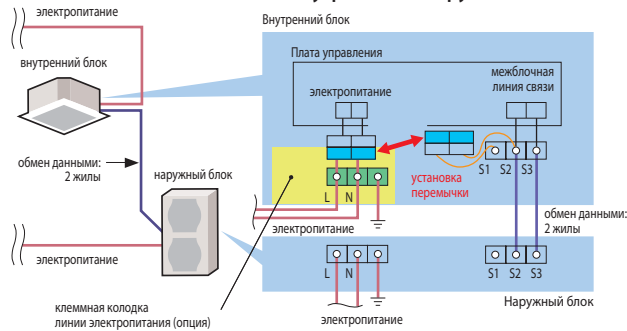 электропитание
Внутренний блок
внутренний блок
Плата управления
электропитание
межблочная
линия связи
обмен данными:
2 жилы
наружный блок
S1 S2 S3
установка
перемычки
L N
электропитание
обмен данными:
2 жилы
электропитание
L N
S1 S2 S3
Наружный блок
клеммная колодка
линии электропитания (опция)
электропитание